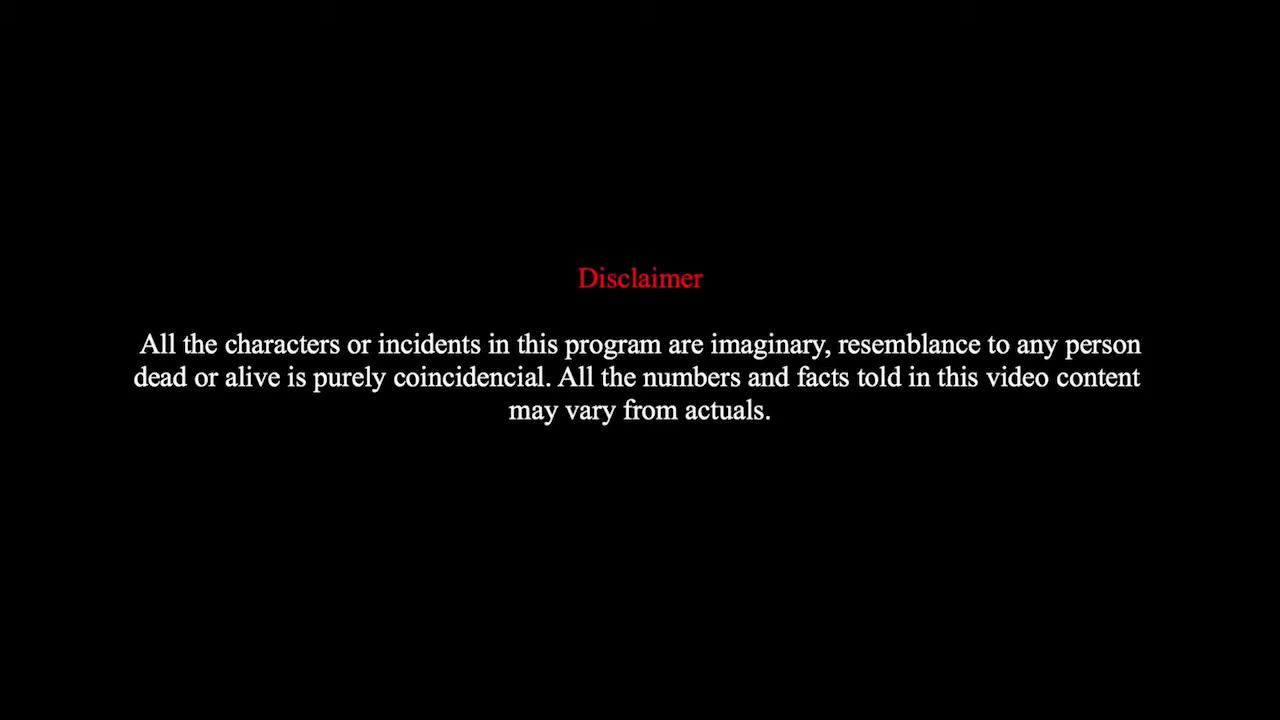 Disclaimer
All the characters or incidents in this program are imaginary, resemblance to any person
dead or alive is purely coincidencial. All the numbers and facts told in this video content
may vary from actuals.